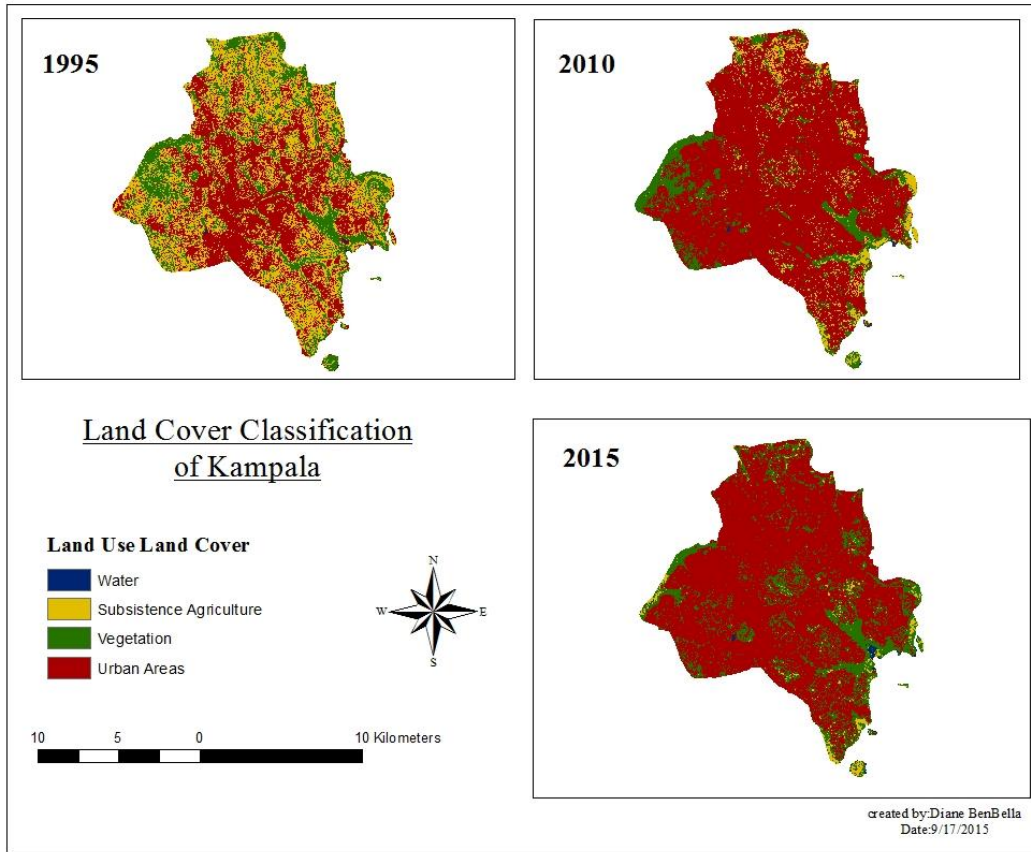 1995
2010
Land Cover Classification
of Kampala
2015
Land Use Land Cover
Water
Subsistence Agriculture
Vegetation
Urban Areas
N
W
E
S
10 5 0 10 Kilometers
created by:Diane BenBella
Date:9/17/2015